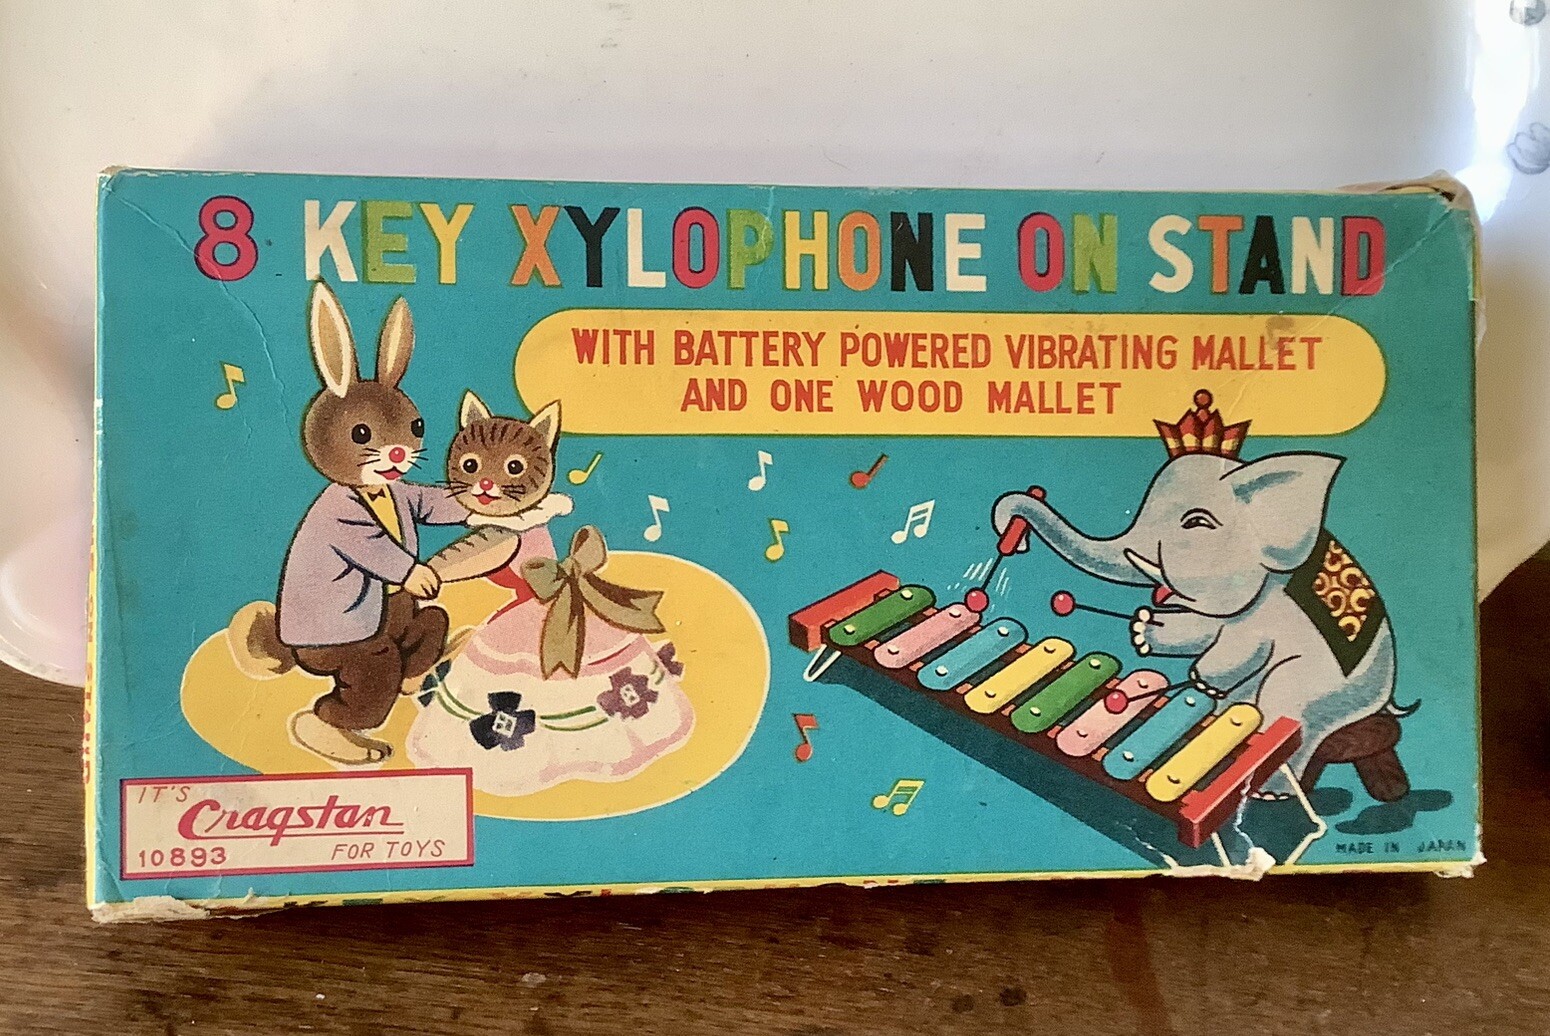 8 KEY XYLOPHONE ON STAND
WITH BATTERY POWERED VIBRATING MALLET
AND ONE WOOD MALLET
IT'S
Cragstan
10893 FOR TOYS
MADE IN JAPAN